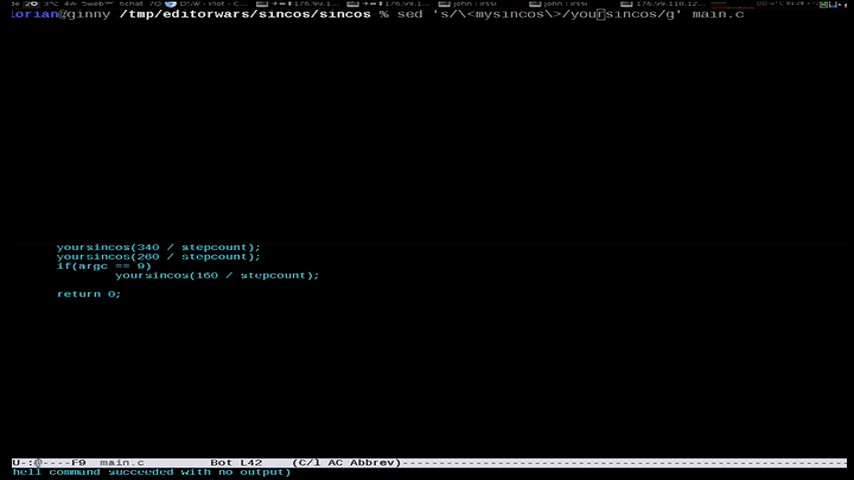 lorian@ginny /tmp/editorwars/sincos/sincos % sed 's/\<mysincos\>/yoursincos/g' main.c
yoursincos(340 / stepcount);
yoursincos(260 / stepcount);
if(argc == 9)
yoursincos(160 / stepcount);
return 0;
U-:@----F9 main.c Bot L42 (C/l AC Abbrev)
hell command succeeded with no output)